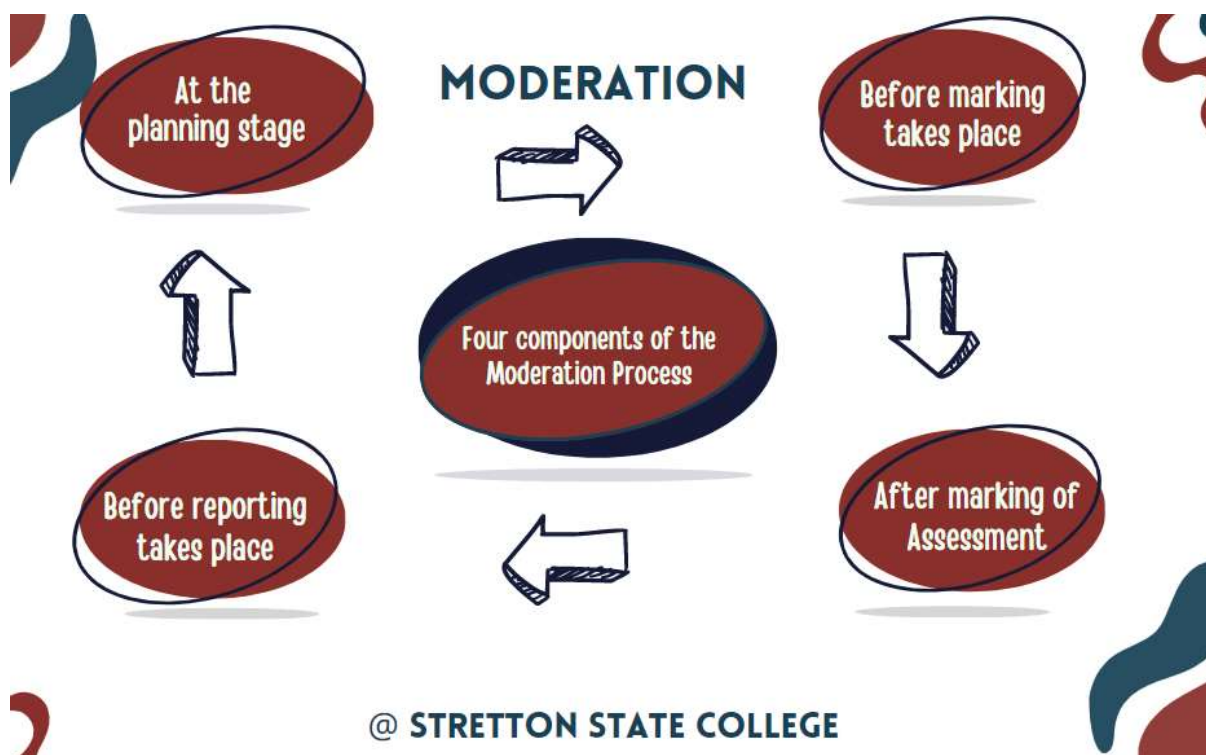 MODERATION
At the
planning stage
Before marking
takes place
Four components of the
Moderation Process
After marking of
Assessment
Before reporting
takes place
@ STRETTON STATE COLLEGE